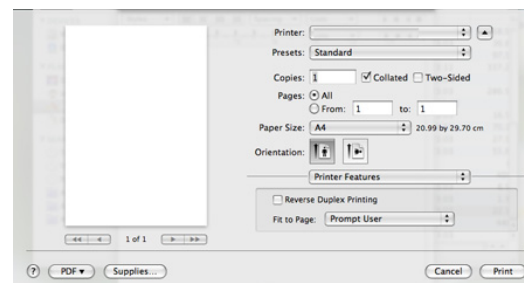 Printer:
Presets: Standard
Copies: 1 Collated Two-Sided
Pages: All
From: 1 to: 1
Paper Size: A4 20.99 by 29.70 cm
Orientation:
Printer Features
Reverse Duplex Printing
Fit to Page: Prompt User
1 of 1
? PDF Supplies... Cancel Print